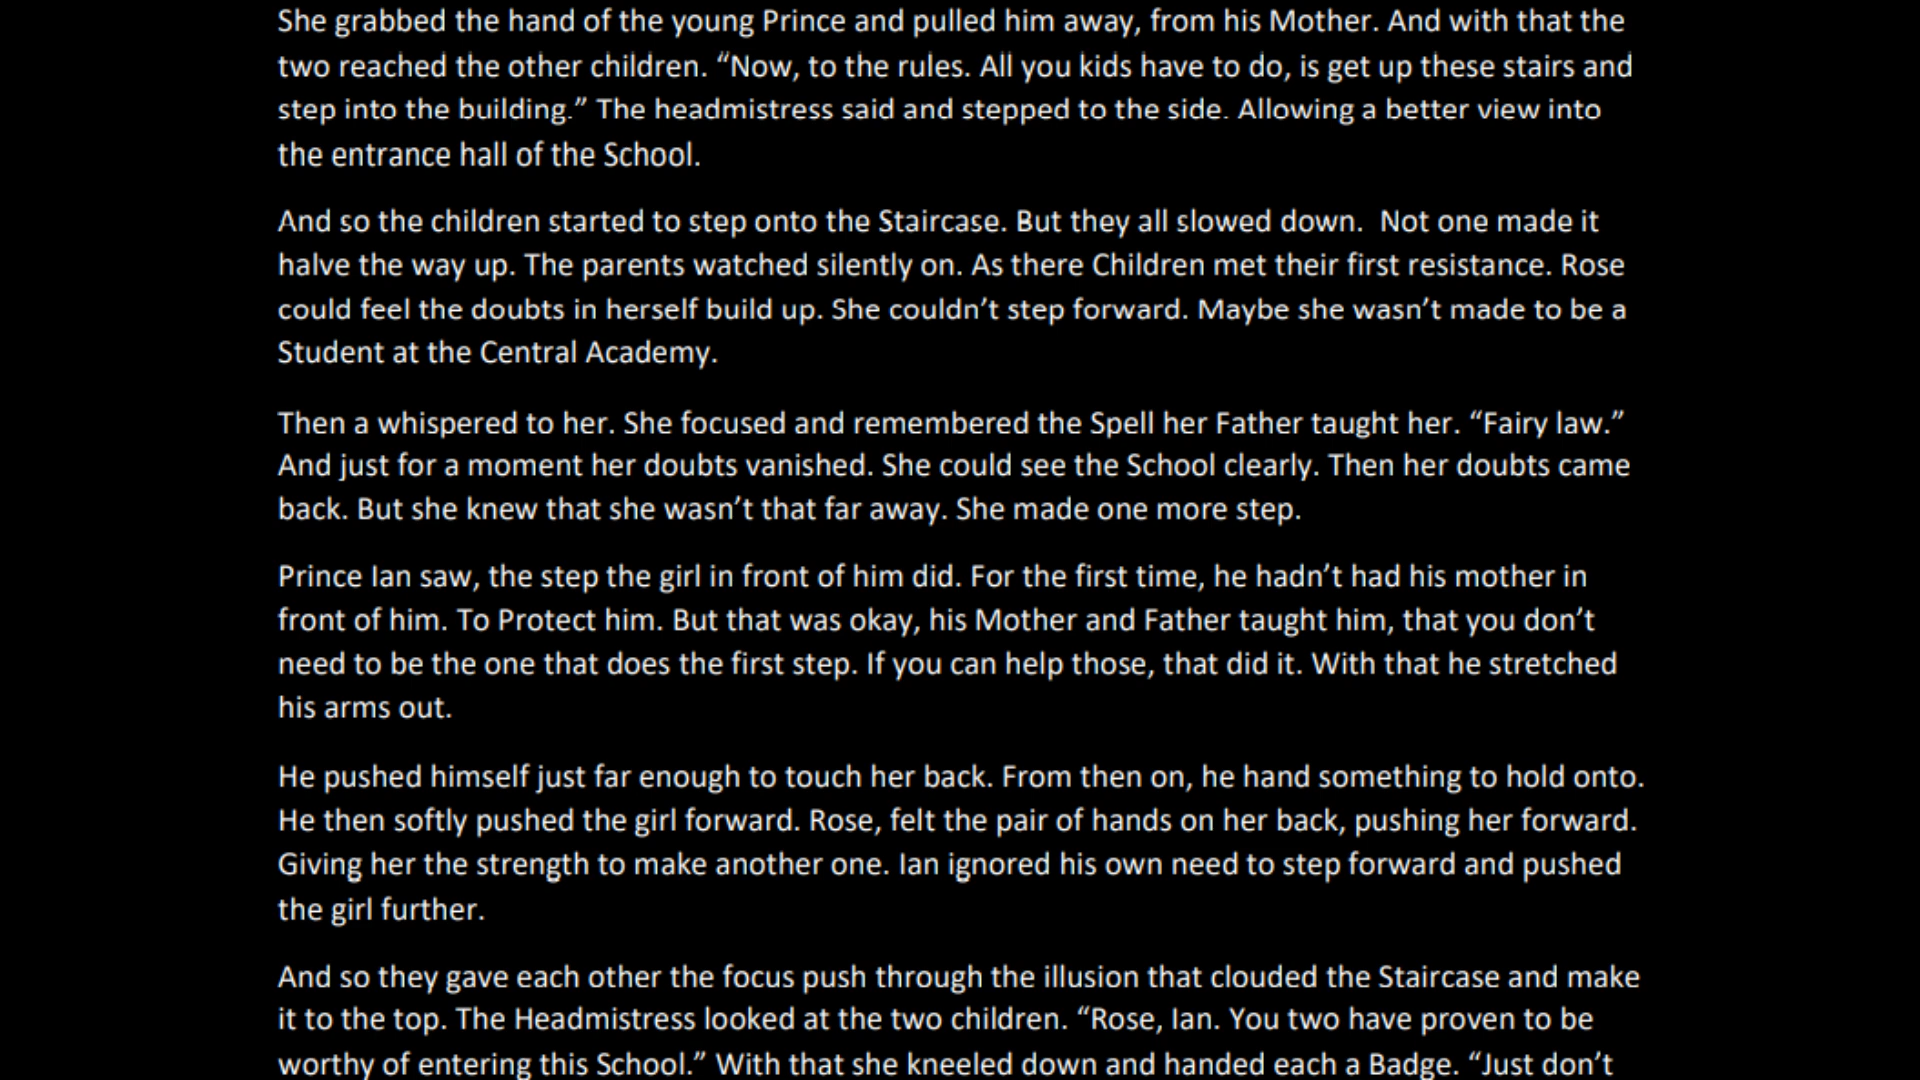 She grabbed the hand of the young Prince and pulled him away, from his Mother. And with that the
two reached the other children. “Now, to the rules. All you kids have to do, is get up these stairs and
step into the building.” The headmistress said and stepped to the side. Allowing a better view into
the entrance hall of the School.
And so the children started to step onto the Staircase. But they all slowed down.  Not one made it
halve the way up. The parents watched silently on. As there Children met their first resistance. Rose
could feel the doubts in herself build up. She couldn’t step forward. Maybe she wasn’t made to be a
Student at the Central Academy.
Then a whispered to her. She focused and remembered the Spell her Father taught her. “Fairy law.”
And just for a moment her doubts vanished. She could see the School clearly. Then her doubts came
back. But she knew that she wasn’t that far away. She made one more step.
Prince Ian saw, the step the girl in front of him did. For the first time, he hadn’t had his mother in
front of him. To Protect him. But that was okay, his Mother and Father taught him, that you don’t
need to be the one that does the first step. If you can help those, that did it. With that he stretched
his arms out.
He pushed himself just far enough to touch her back. From then on, he hand something to hold onto.
He then softly pushed the girl forward. Rose, felt the pair of hands on her back, pushing her forward.
Giving her the strength to make another one. Ian ignored his own need to step forward and pushed
the girl further.
And so they gave each other the focus push through the illusion that clouded the Staircase and make
it to the top. The Headmistress looked at the two children. “Rose, Ian. You two have proven to be
worthy of entering this School.” With that she kneeled down and handed each a Badge. “Just don’t